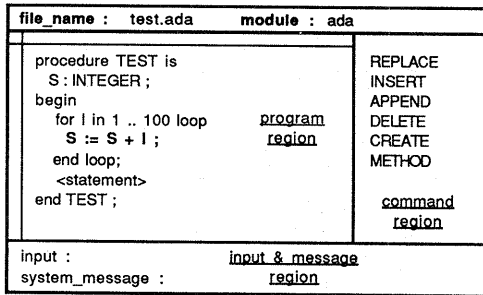 file_name : test.ada module : ada
procedure TEST is
S : INTEGER ;
begin
for I in 1 .. 100 loop
S := S + I ;
end loop;
<statement>
end TEST ;
program
region
REPLACE
INSERT
APPEND
DELETE
CREATE
METHOD
command
region
input :
system_message :
input & message
region